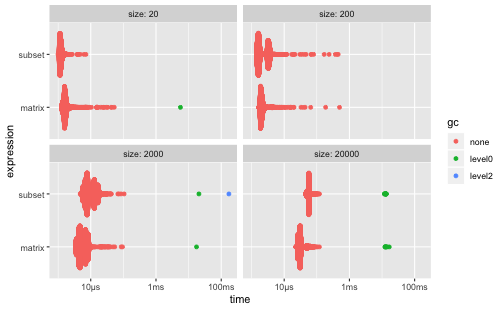 size: 20
size: 200
subset
matrix
size: 2000
size: 20000
subset
matrix
expression
10µs
1ms
100ms
10µs
1ms
100ms
time
gc
none
level0
level2